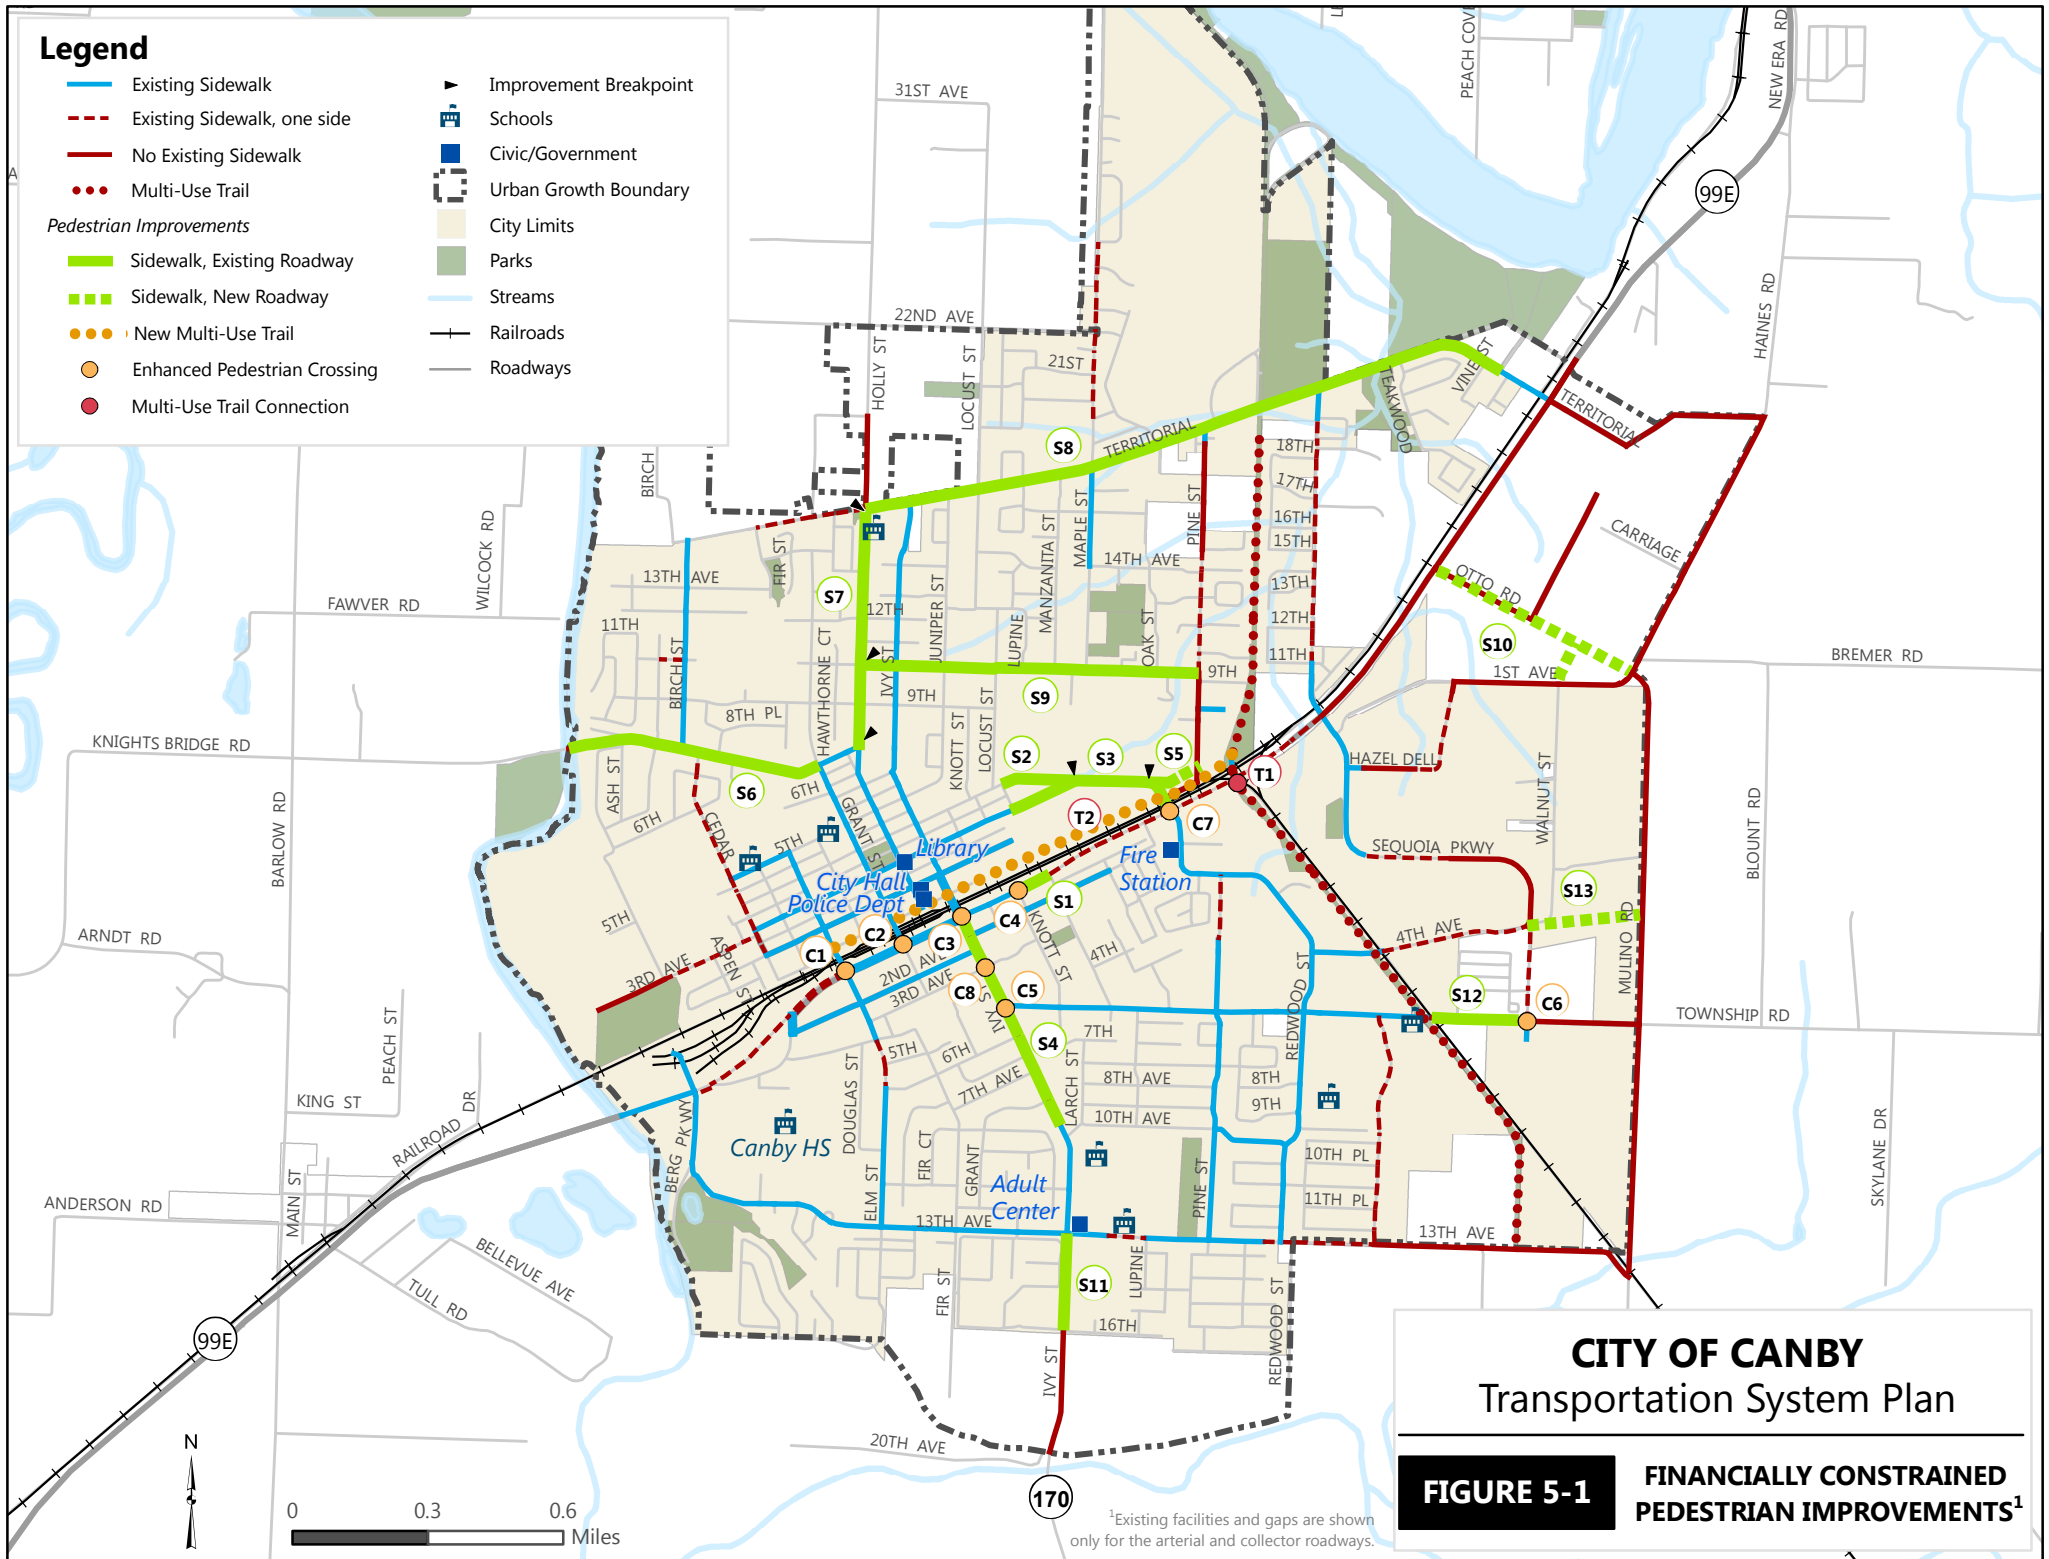 Legend
Existing Sidewalk
Existing Sidewalk, one side
No Existing Sidewalk
Multi-Use Trail
Pedestrian Improvements
Sidewalk, Existing Roadway
Sidewalk, New Roadway
New Multi-Use Trail
Enhanced Pedestrian Crossing
Multi-Use Trail Connection
Improvement Breakpoint
Schools
Civic/Government
Urban Growth Boundary
City Limits
Parks
Streams
Railroads
Roadways
31ST AVE
PEACH COV
NEW ERA RD
99E
HAINES RD
22ND AVE
HOLLY ST
LOCUST ST
21ST
TEAKWOOD
VINE ST
TERRITORIAL
TERRITORIAL
S8
18TH
17TH
16TH
15TH
13TH
12TH
11TH
BIRCH
WILCOCK RD
FIR ST
MANZANITA ST
MAPLE ST
PINE ST
14TH AVE
CARRIAGE
OTTO RD
S10
1ST AVE
BREMER RD
13TH AVE
FAWVER RD
S7
12TH
JUNIPER ST
LUPINE
OAK ST
11TH
BIRCH ST
HAWTHORNE CT
IVY ST
9TH
9TH
S9
8TH PL
KNOTT ST
LOCUST ST
S2
S3
S5
KNIGHTS BRIDGE RD
HAZEL DELL
T1
S6
6TH
ASH ST
6TH
CEDAR
5TH
GRANT ST
T2
C7
WALNUT ST
BLOUNT RD
BARLOW RD
SEQUOIA PKWY
Library
City Hall
Police Dept
Fire
Station
S13
S1
C4
C3
C2
C1
5TH
ARNDT RD
3RD AVE
ASPEN ST
2ND AVE
3RD AVE
KNOTT ST
4TH
4TH AVE
MULINO RD
REDWOOD ST
C8
C5
IVY S
S12
C6
TOWNSHIP RD
PEACH ST
7TH
5TH
6TH
S4
7TH AVE
LARCH ST
8TH AVE
8TH
9TH
10TH AVE
KING ST
RAILROAD DR
DOUGLAS ST
Canby HS
BERG PKWY
FIR CT
GRANT
ELM ST
Adult
Center
PINE ST
10TH PL
11TH PL
SKYLANE DR
ANDERSON RD
MAIN ST
13TH AVE
13TH AVE
BELLEVUE AVE
TULL RD
FIR ST
S11
LUPINE
REDWOOD ST
16TH
IVY ST
99E
20TH AVE
170
N
0 0.3 0.6
Miles
1Existing facilities and gaps are shown
only for the arterial and collector roadways.
CITY OF CANBY
Transportation System Plan
FIGURE 5-1
FINANCIALLY CONSTRAINED
PEDESTRIAN IMPROVEMENTS1